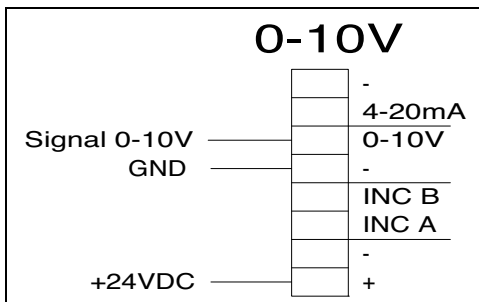 0-10V
-
4-20mA
Signal 0-10V 0-10V
GND -
INC B
INC A
-
+24VDC +